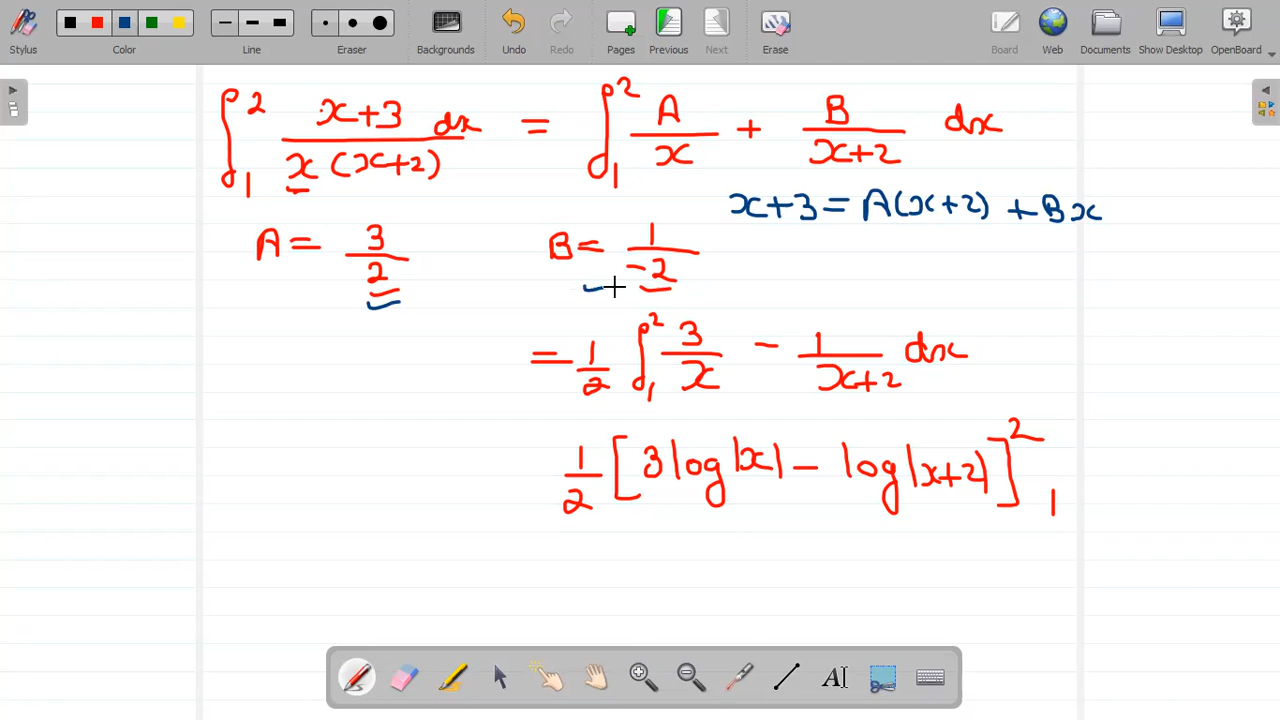 Stylus Color Line Eraser Backgrounds Undo Redo Pages Previous Next Erase Board Web Documents Show Desktop OpenBoard
∫₁² x+3 / x(x+2) dx = ∫₁² A/x + B/x+2 dx
x+3 = A(x+2) + Bx
A = 3/2 B = 1/-2
= 1/2 ∫₁² 3/x - 1/x+2 dx
1/2 [3 log|x| - log|x+2|]₁²